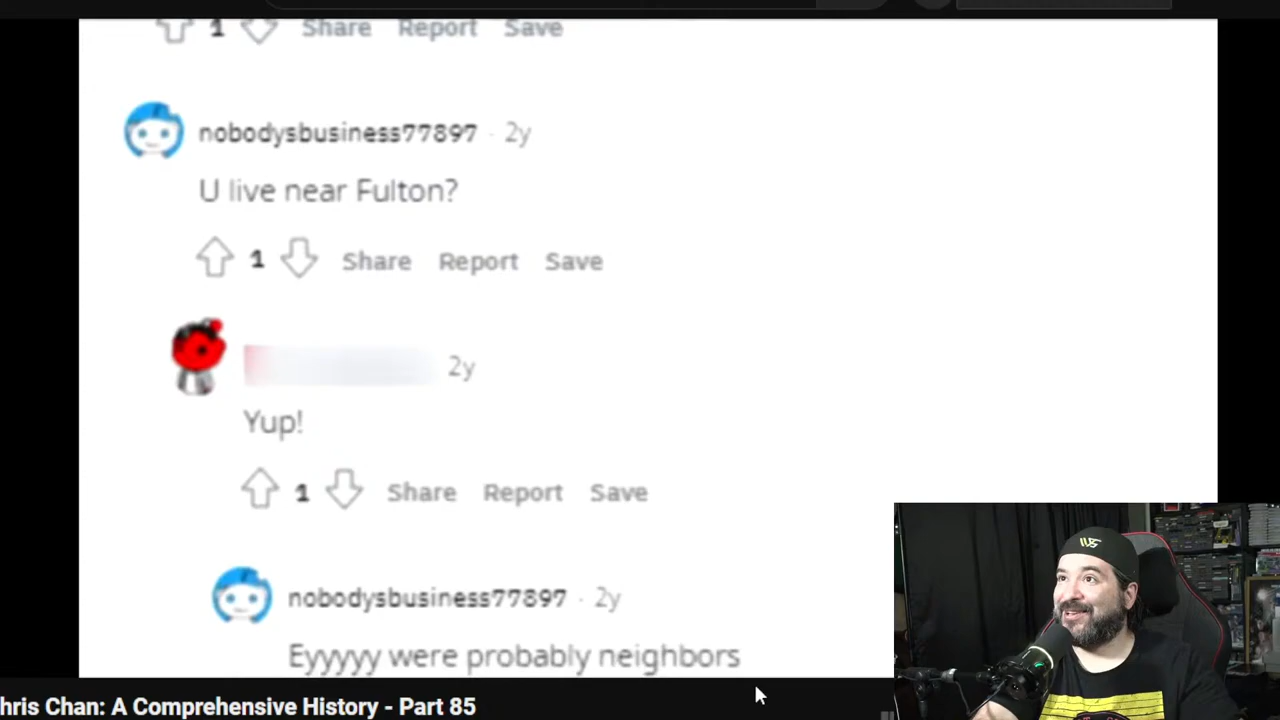 1 Share Report Save
nobodysbusiness77897 · 2y
U live near Fulton?
1 Share Report Save
2y
Yup!
1 Share Report Save
nobodysbusiness77897 · 2y
Eyyyyy were probably neighbors
hris Chan: A Comprehensive History - Part 85